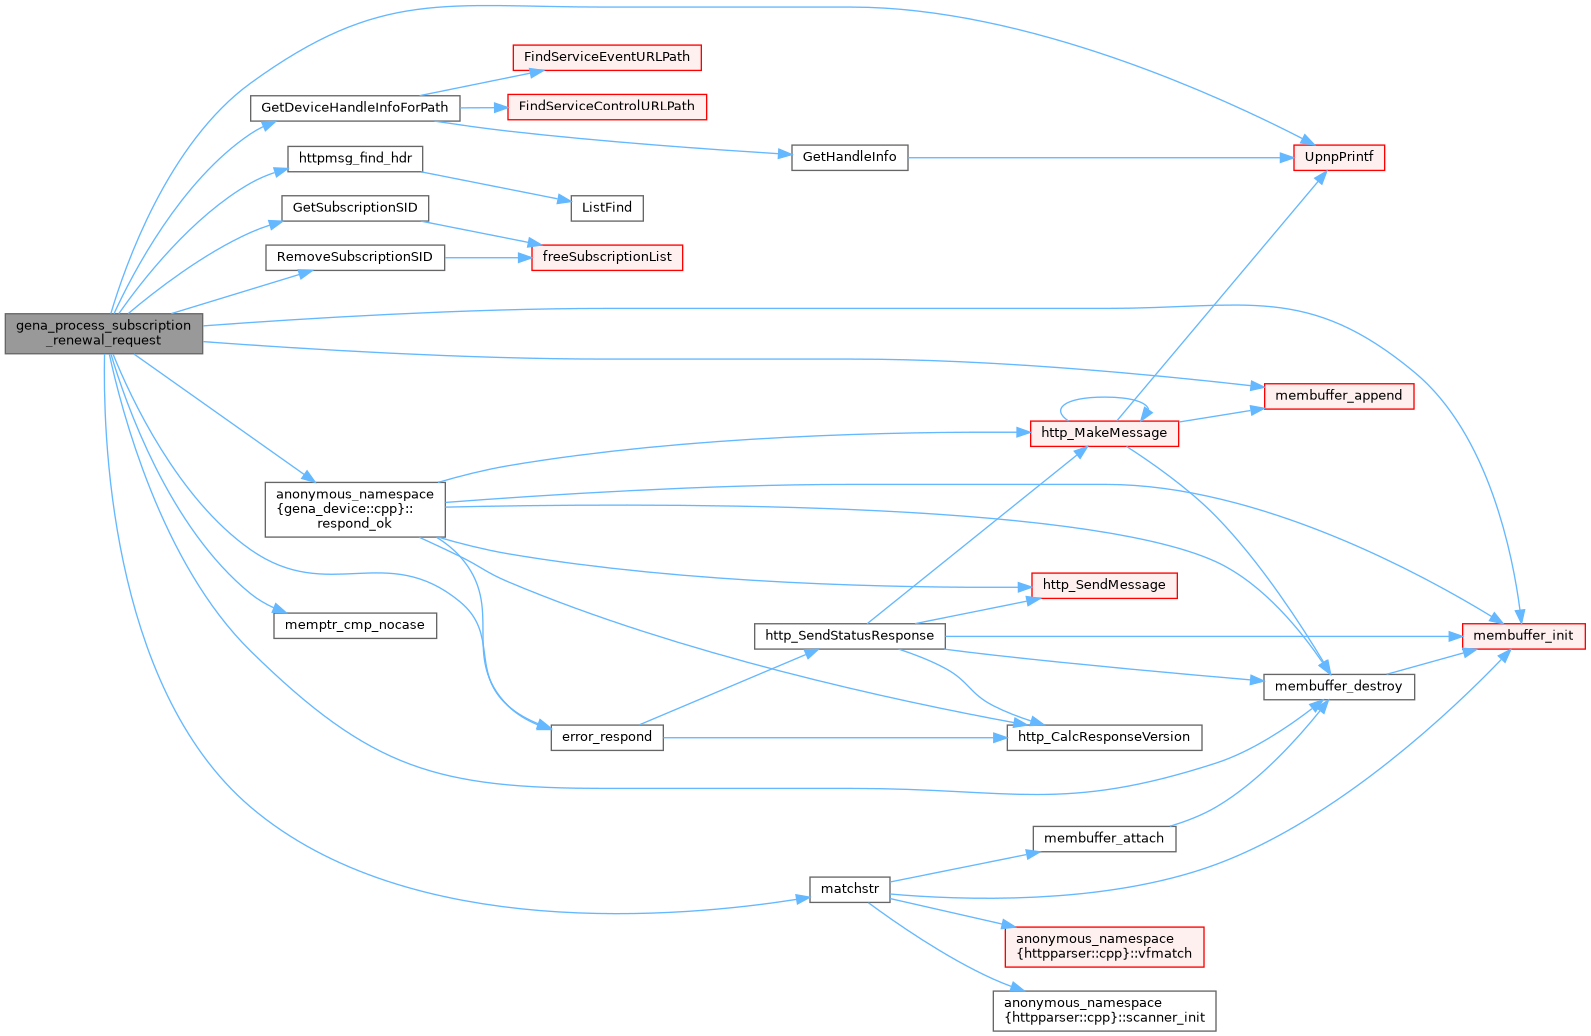 FindServiceEventURLPath
GetDeviceHandleInfoForPath
FindServiceControlURLPath
httpmsg_find_hdr
GetHandleInfo
UpnpPrintf
GetSubscriptionSID
ListFind
RemoveSubscriptionSID
freeSubscriptionList
gena_process_subscription
_renewal_request
membuffer_append
http_MakeMessage
anonymous_namespace
{gena_device::cpp}::
respond_ok
http_SendMessage
memptr_cmp_nocase
http_SendStatusResponse
membuffer_init
membuffer_destroy
error_respond
http_CalcResponseVersion
membuffer_attach
matchstr
anonymous_namespace
{httpparser::cpp}::vfmatch
anonymous_namespace
{httpparser::cpp}::scanner_init